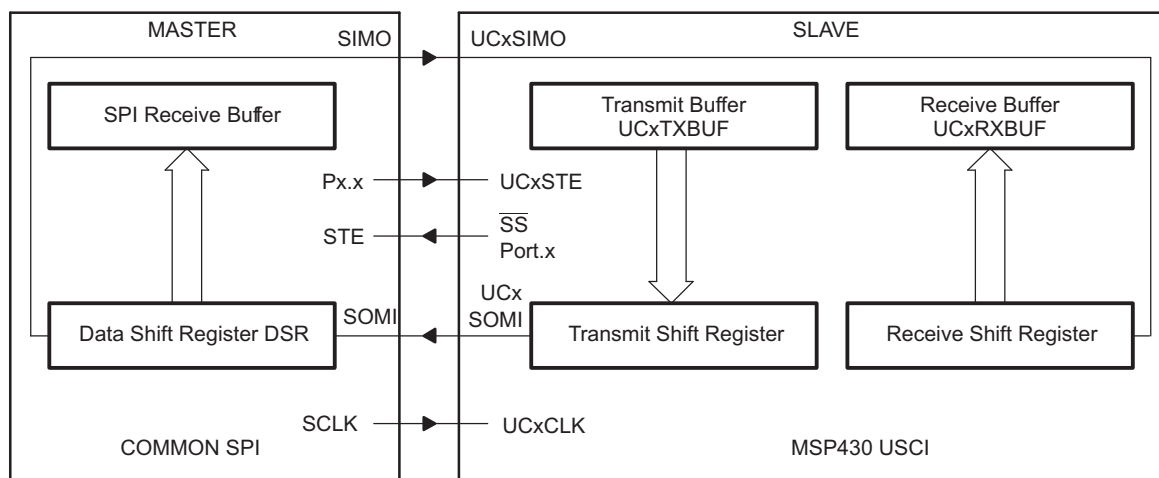 MASTER
SLAVE
SIMO
UCxSIMO
SPI Receive Buffer
Transmit Buffer
UCxTXBUF
Receive Buffer
UCxRXBUF
Px.x
UCxSTE
STE
SS
Port.x
SOMI
UCx
SOMI
Data Shift Register DSR
Transmit Shift Register
Receive Shift Register
SCLK
UCxCLK
COMMON SPI
MSP430 USCI